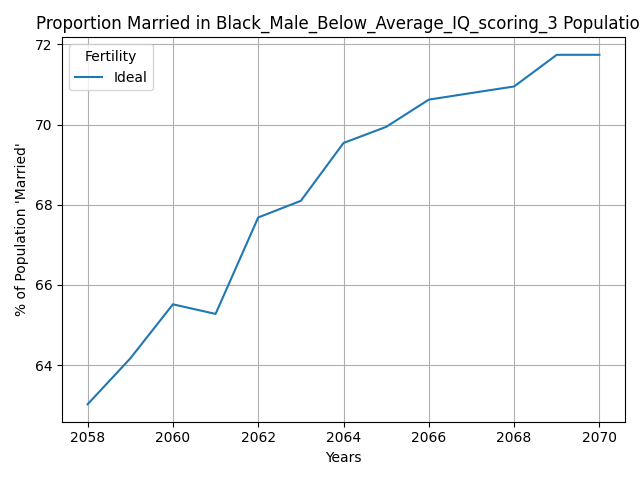 Proportion Married in Black_Male_Below_Average_IQ_scoring_3 Populatio
Fertility
Ideal
72
70
68
66
64
% of Population 'Married'
2058 2060 2062 2064 2066 2068 2070
Years